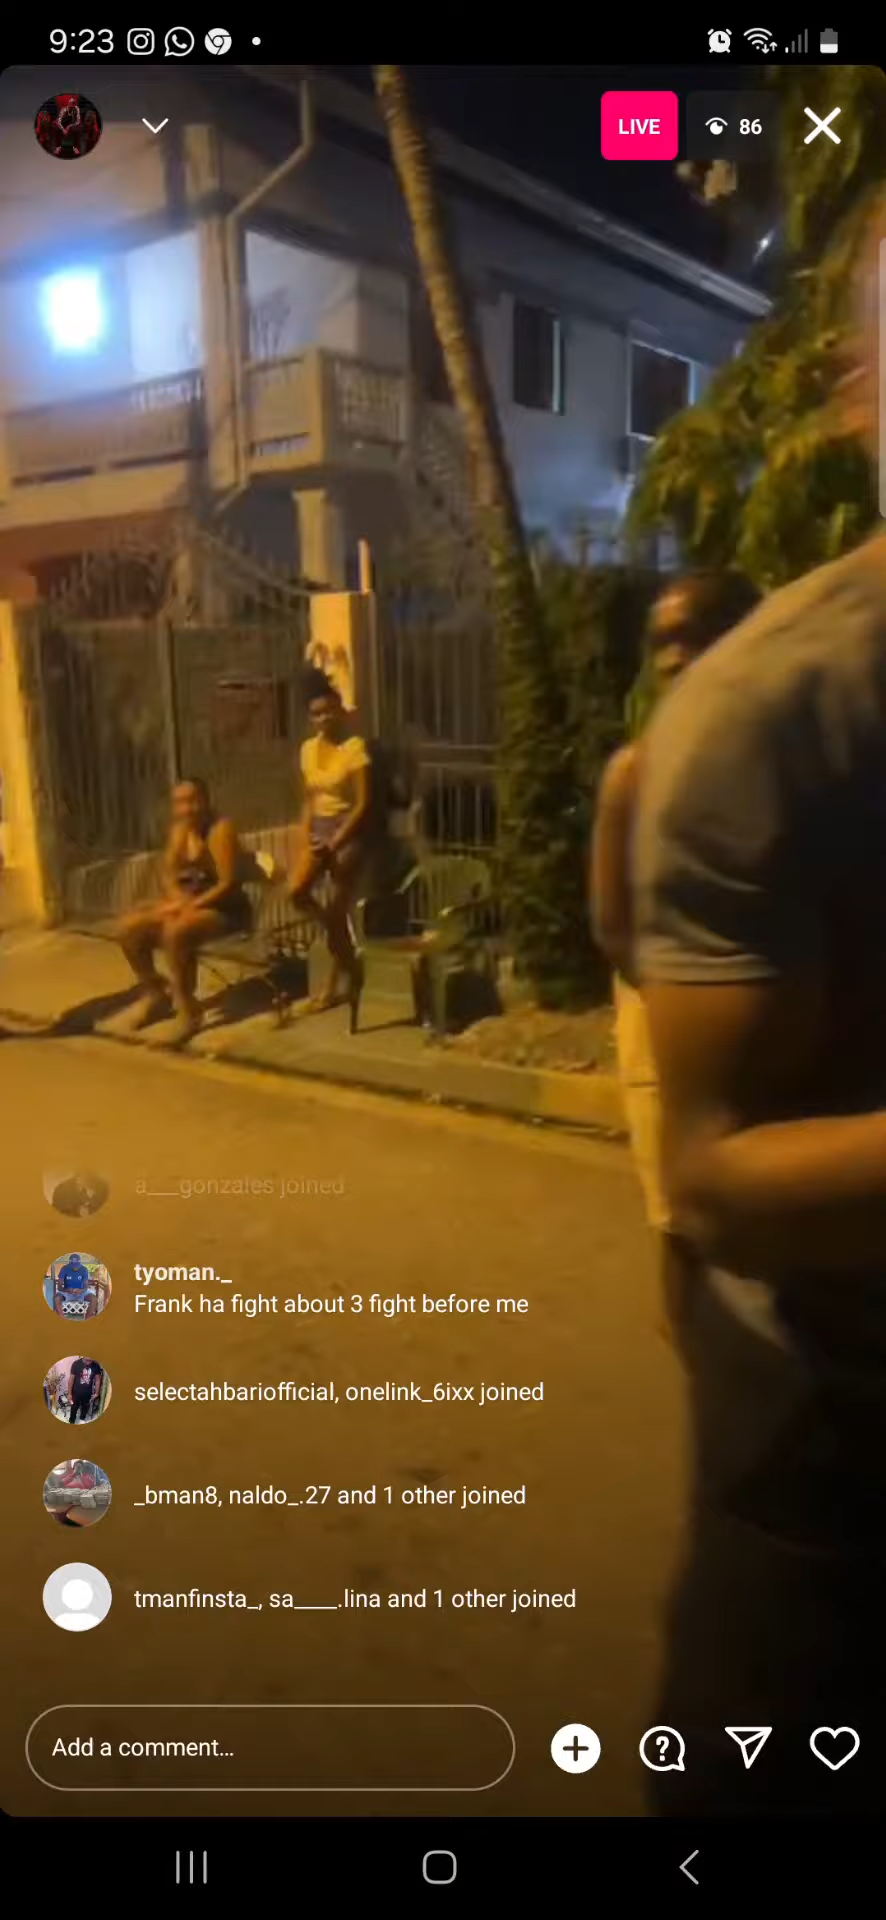 9:23
LIVE
86
a___gonzales joined
tyoman._
Frank ha fight about 3 fight before me
selectahbariofficial, onelink_6ixx joined
_bman8, naldo_.27 and 1 other joined
tmanfinsta_, sa____.lina and 1 other joined
Add a comment...